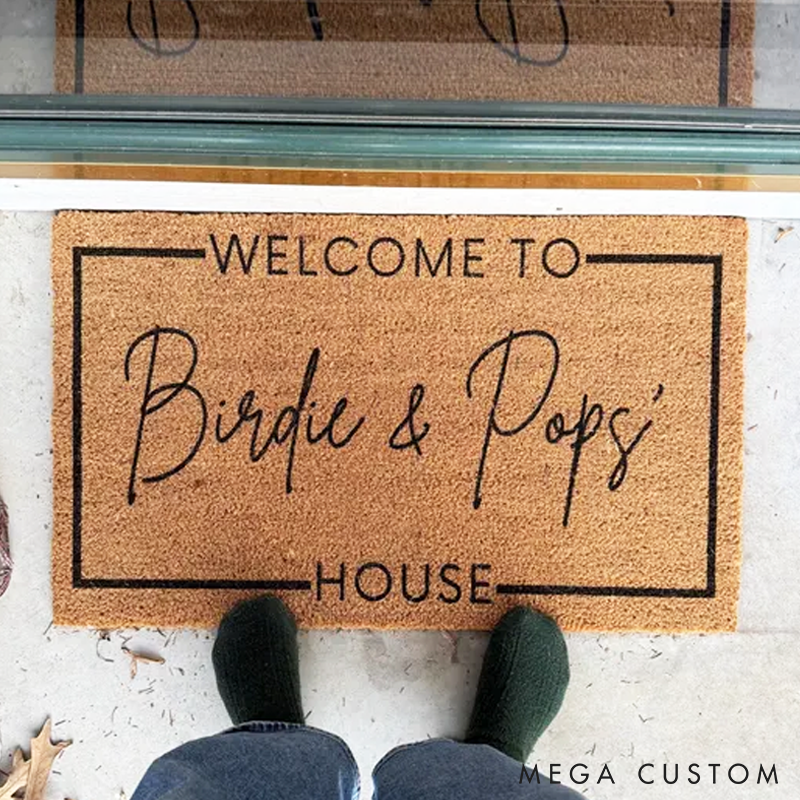 WELCOME TO
Birdie & Pops'
HOUSE
MEGA CUSTOM